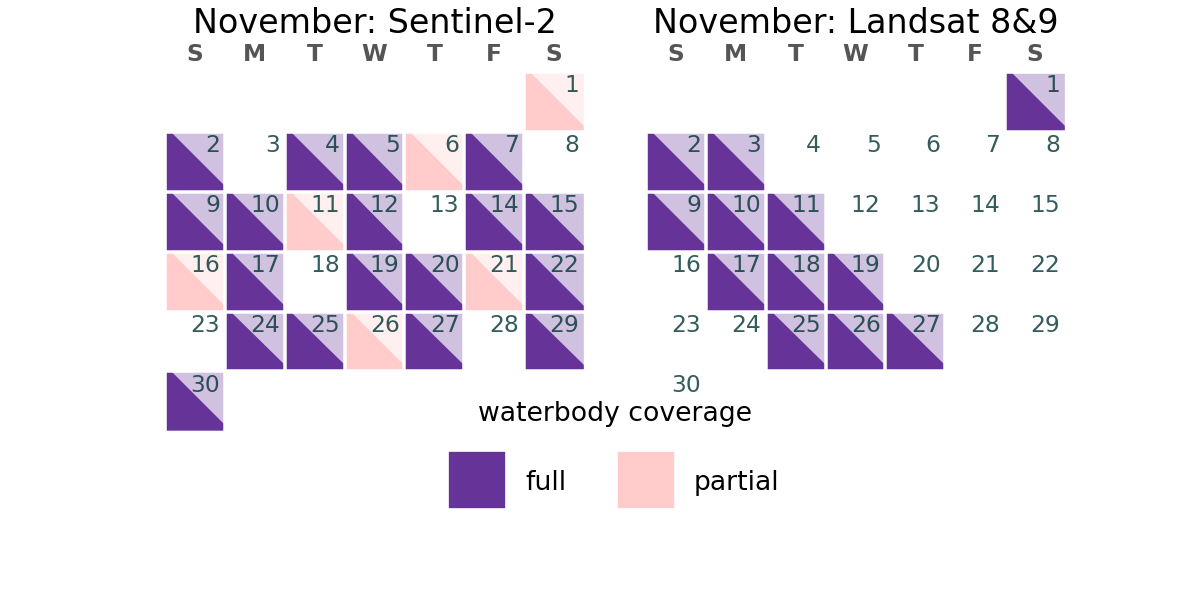 November: Sentinel-2
S M T W T F S
1
2 3 4 5 6 7 8
9 10 11 12 13 14 15
16 17 18 19 20 21 22
23 24 25 26 27 28 29
30
November: Landsat 8&9
S M T W T F S
1
2 3 4 5 6 7 8
9 10 11 12 13 14 15
16 17 18 19 20 21 22
23 24 25 26 27 28 29
30
waterbody coverage
full partial